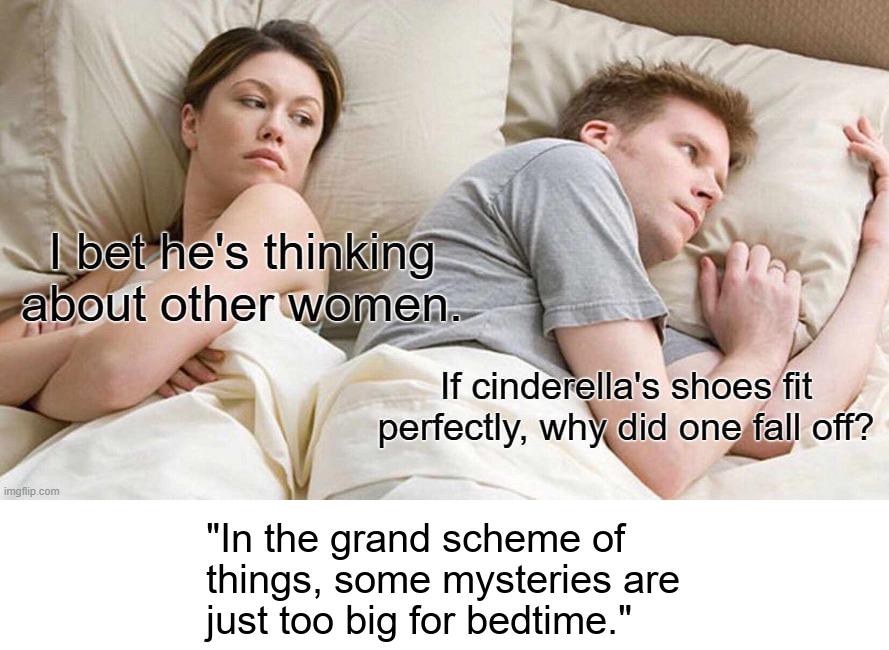 I bet he's thinking
about other women.
If cinderella's shoes fit
perfectly, why did one fall off?
imgflip.com
"In the grand scheme of
things, some mysteries are
just too big for bedtime."